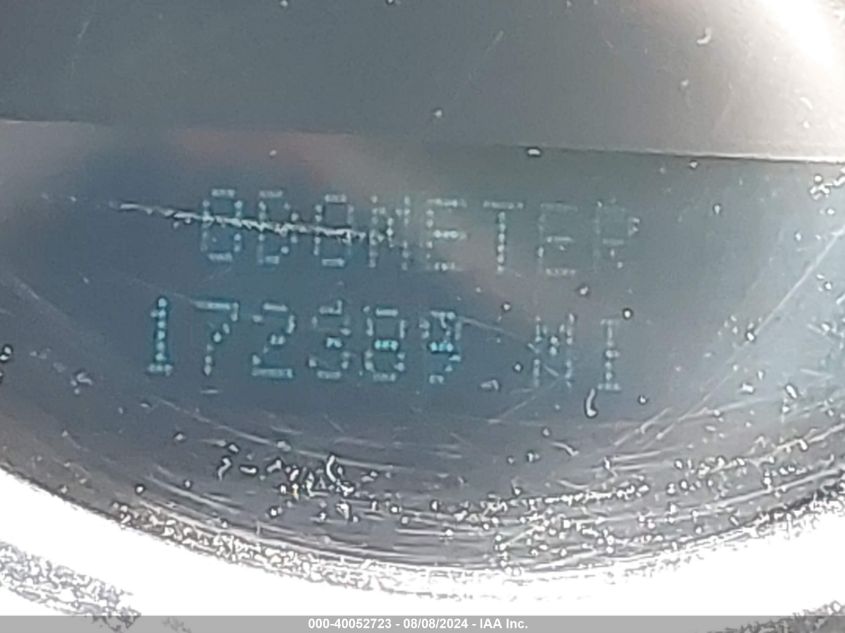 ODOMETER
172389 MI
000-40052723 - 08/08/2024 - IAA Inc.